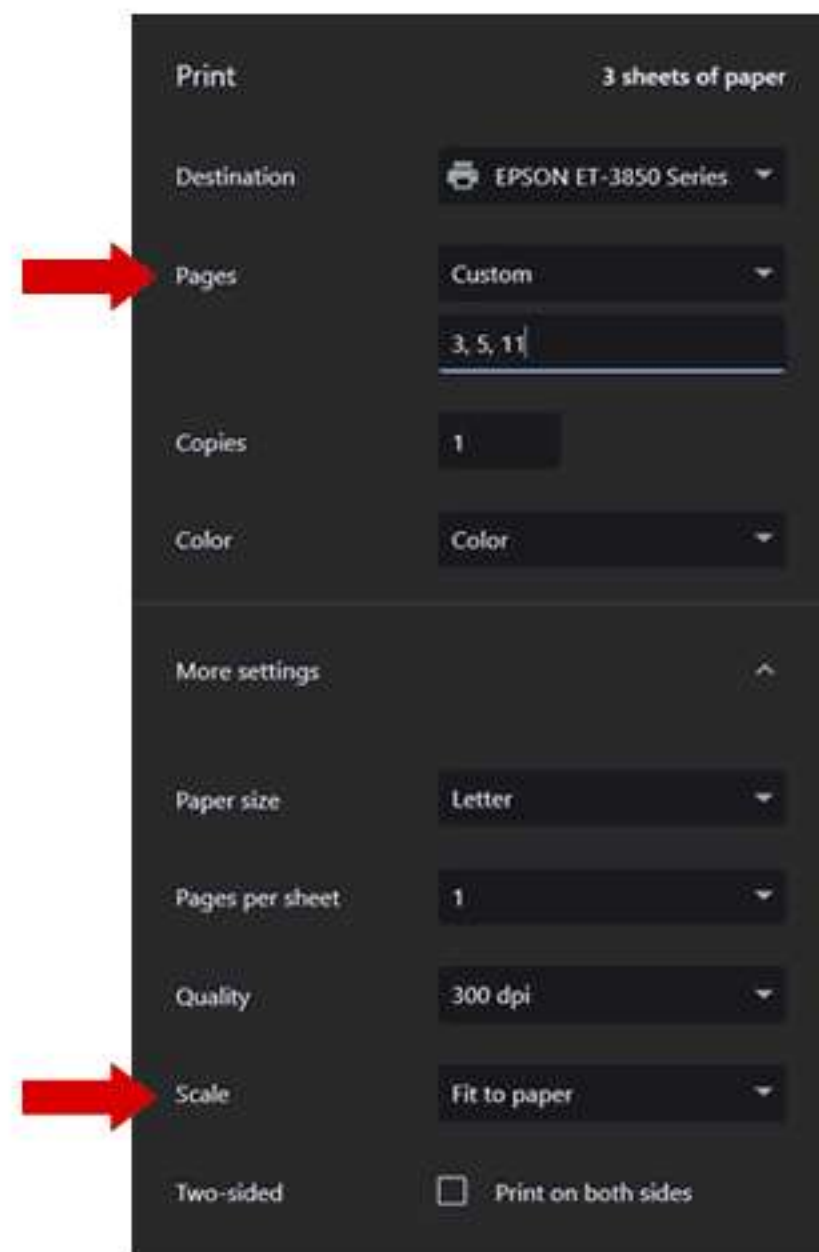 Print 3 sheets of paper
Destination EPSON ET-3850 Series
Pages Custom
3, 5, 11
Copies 1
Color Color
More settings
Paper size Letter
Pages per sheet 1
Quality 300 dpi
Scale Fit to paper
Two-sided Print on both sides